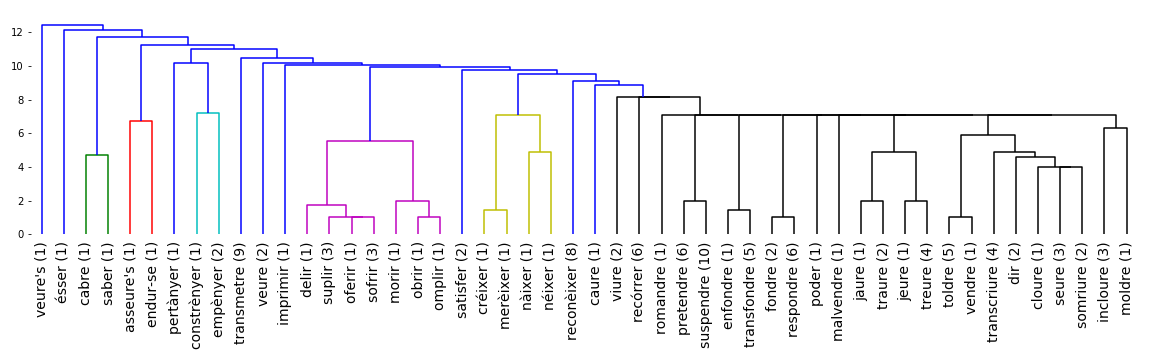 12
10
8
6
4
2
0
veure's (1)
ésser (1)
cabre (1)
saber (1)
asseure's (1)
endur-se (1)
pertànyer (1)
constrènyer (1)
empènyer (2)
transmetre (9)
veure (2)
imprimir (1)
delir (1)
suplir (3)
oferir (1)
sofrir (3)
morir (1)
obrir (1)
omplir (1)
satisfer (2)
créixer (1)
merèixer (1)
nàixer (1)
néixer (1)
reconèixer (8)
caure (1)
viure (2)
recórrer (6)
romandre (1)
pretendre (6)
suspendre (10)
enfondre (1)
transfondre (5)
fondre (2)
respondre (6)
poder (1)
malvendre (1)
jaure (1)
traure (2)
jeure (1)
treure (4)
toldre (5)
vendre (1)
transcriure (4)
dir (2)
cloure (1)
seure (3)
somriure (2)
incloure (3)
moldre (1)